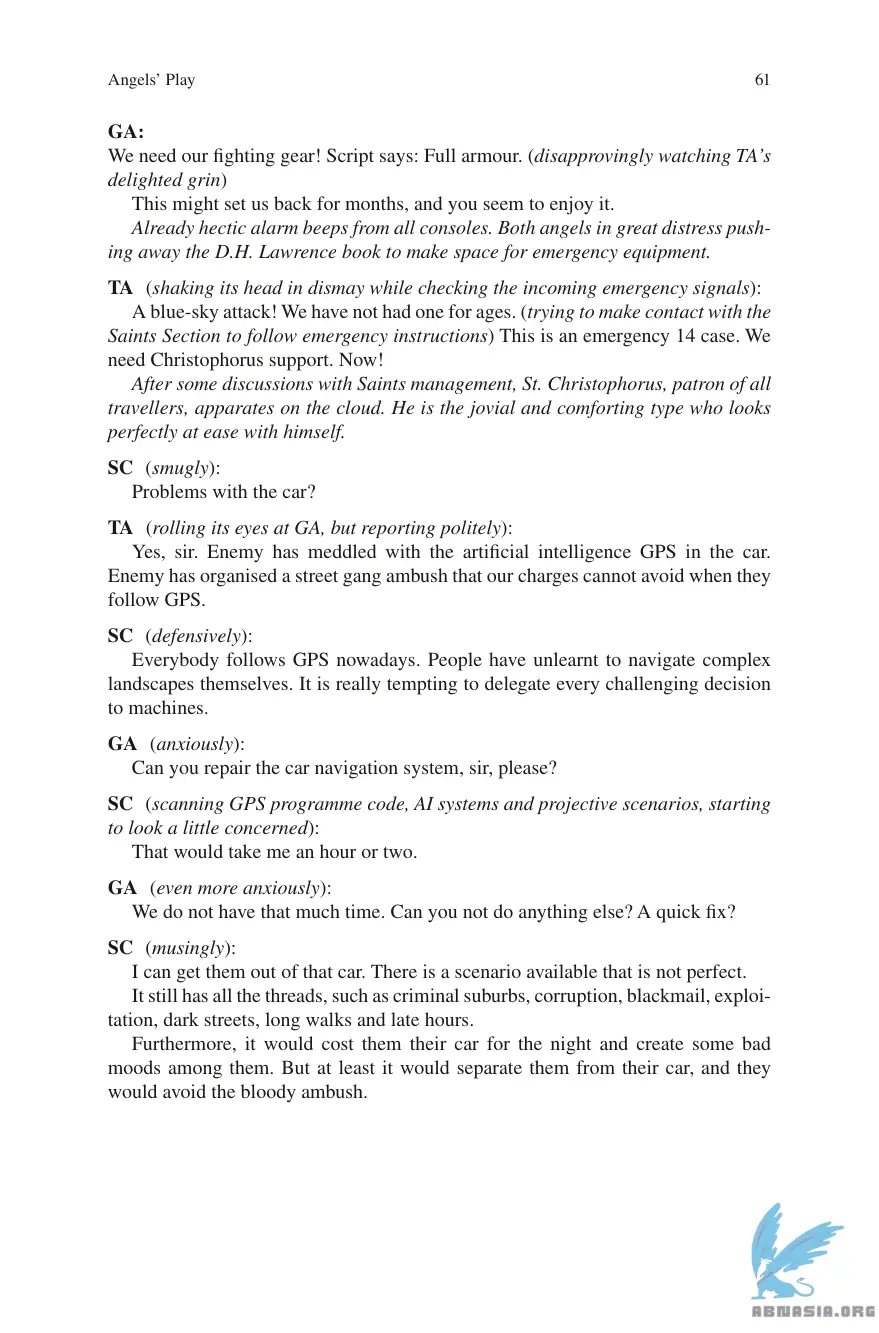 Angels’ Play 61
GA:
We need our fighting gear! Script says: Full armour. (disapprovingly watching TA’s
delighted grin)
This might set us back for months, and you seem to enjoy it.
Already hectic alarm beeps from all consoles. Both angels in great distress push-
ing away the D.H. Lawrence book to make space for emergency equipment.
TA (shaking its head in dismay while checking the incoming emergency signals):
A blue-sky attack! We have not had one for ages. (trying to make contact with the
Saints Section to follow emergency instructions) This is an emergency 14 case. We
need Christophorus support. Now!
After some discussions with Saints management, St. Christophorus, patron of all
travellers, apparates on the cloud. He is the jovial and comforting type who looks
perfectly at ease with himself.
SC (smugly):
Problems with the car?
TA (rolling its eyes at GA, but reporting politely):
Yes, sir. Enemy has meddled with the artificial intelligence GPS in the car.
Enemy has organised a street gang ambush that our charges cannot avoid when they
follow GPS.
SC (defensively):
Everybody follows GPS nowadays. People have unlearnt to navigate complex
landscapes themselves. It is really tempting to delegate every challenging decision
to machines.
GA (anxiously):
Can you repair the car navigation system, sir, please?
SC (scanning GPS programme code, AI systems and projective scenarios, starting
to look a little concerned):
That would take me an hour or two.
GA (even more anxiously):
We do not have that much time. Can you not do anything else? A quick fix?
SC (musingly):
I can get them out of that car. There is a scenario available that is not perfect.
It still has all the threads, such as criminal suburbs, corruption, blackmail, exploi-
tation, dark streets, long walks and late hours.
Furthermore, it would cost them their car for the night and create some bad
moods among them. But at least it would separate them from their car, and they
would avoid the bloody ambush.
ABNASIA.ORG